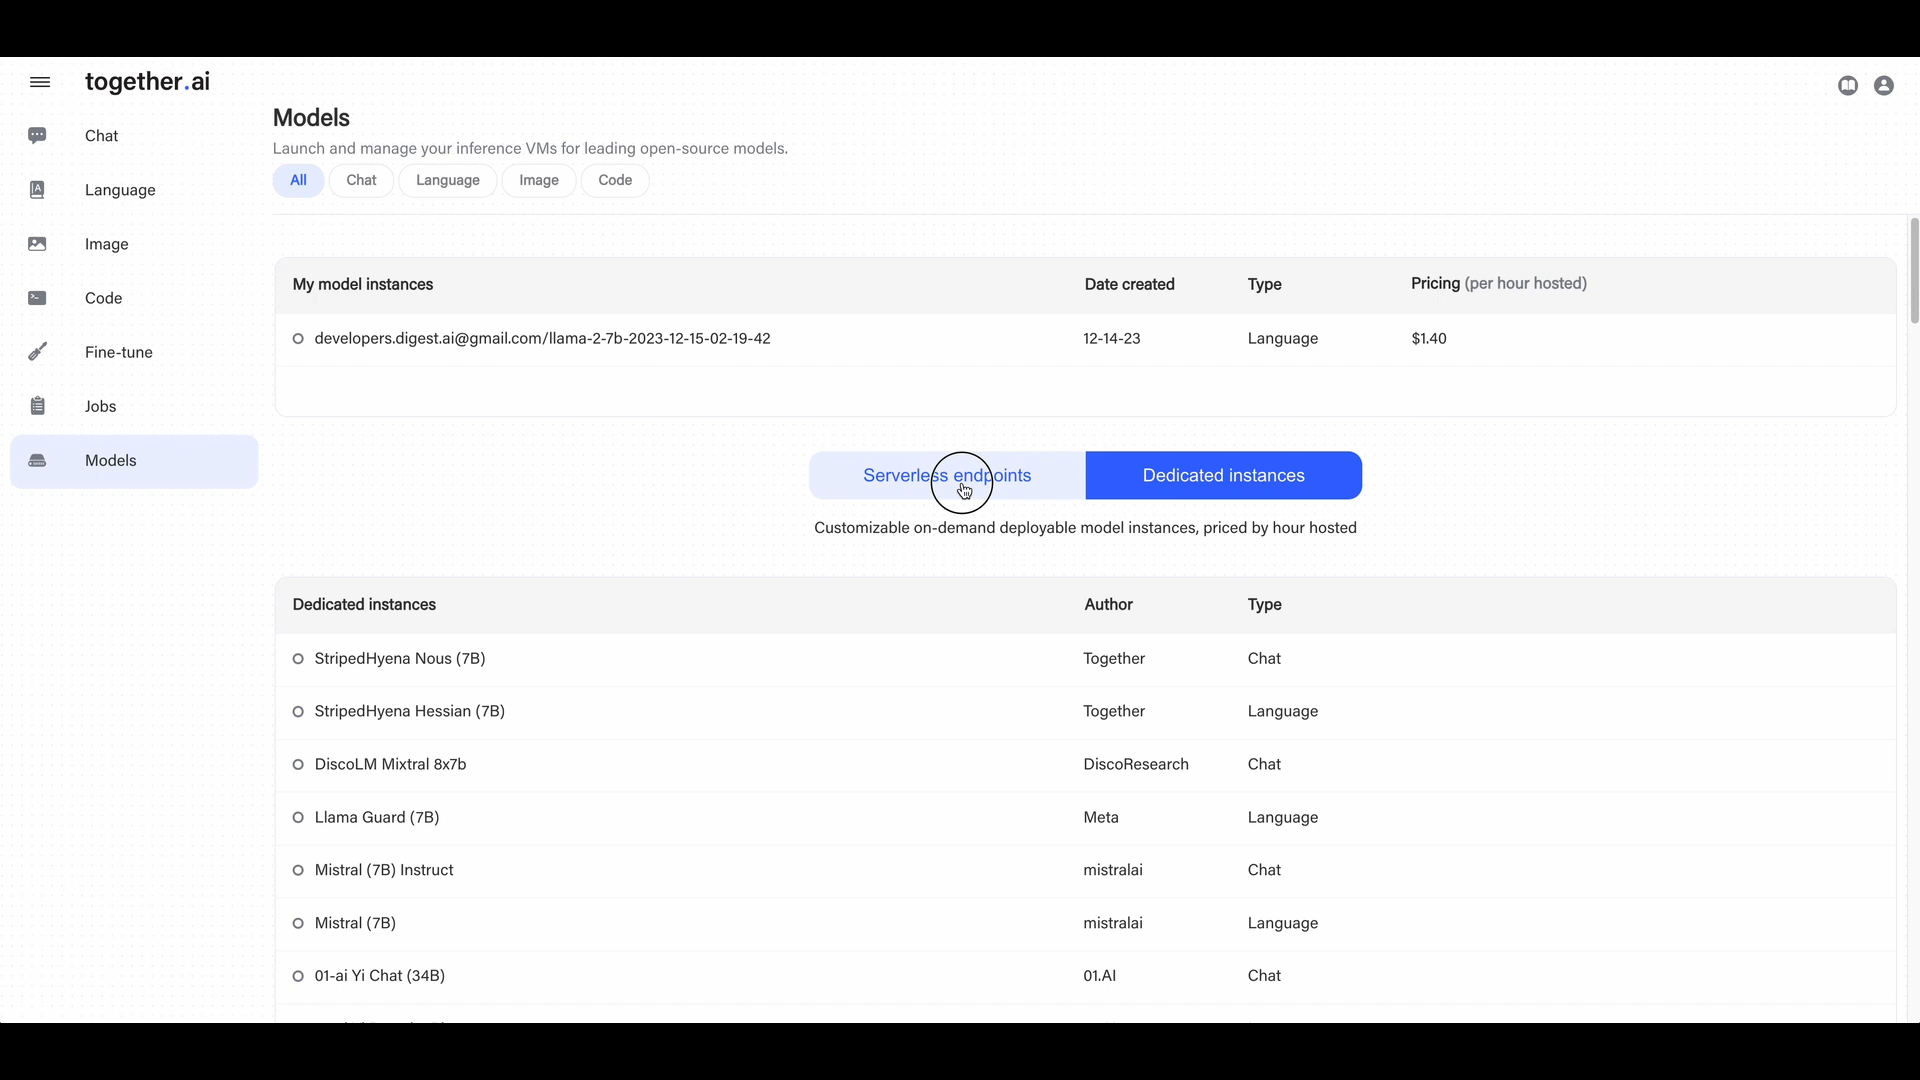 together.ai
Chat
Language
Image
Code
Fine-tune
Jobs
Models
Models
Launch and manage your inference VMs for leading open-source models.
All Chat Language Image Code
My model instances Date created Type Pricing (per hour hosted)
developers.digest.ai@gmail.com/llama-2-7b-2023-12-15-02-19-42 12-14-23 Language $1.40
Serverless endpoints Dedicated instances
Customizable on-demand deployable model instances, priced by hour hosted
Dedicated instances Author Type
StripedHyena Nous (7B) Together Chat
StripedHyena Hessian (7B) Together Language
DiscoLM Mixtral 8x7b DiscoResearch Chat
Llama Guard (7B) Meta Language
Mistral (7B) Instruct mistralai Chat
Mistral (7B) mistralai Language
01-ai Yi Chat (34B) 01.AI Chat